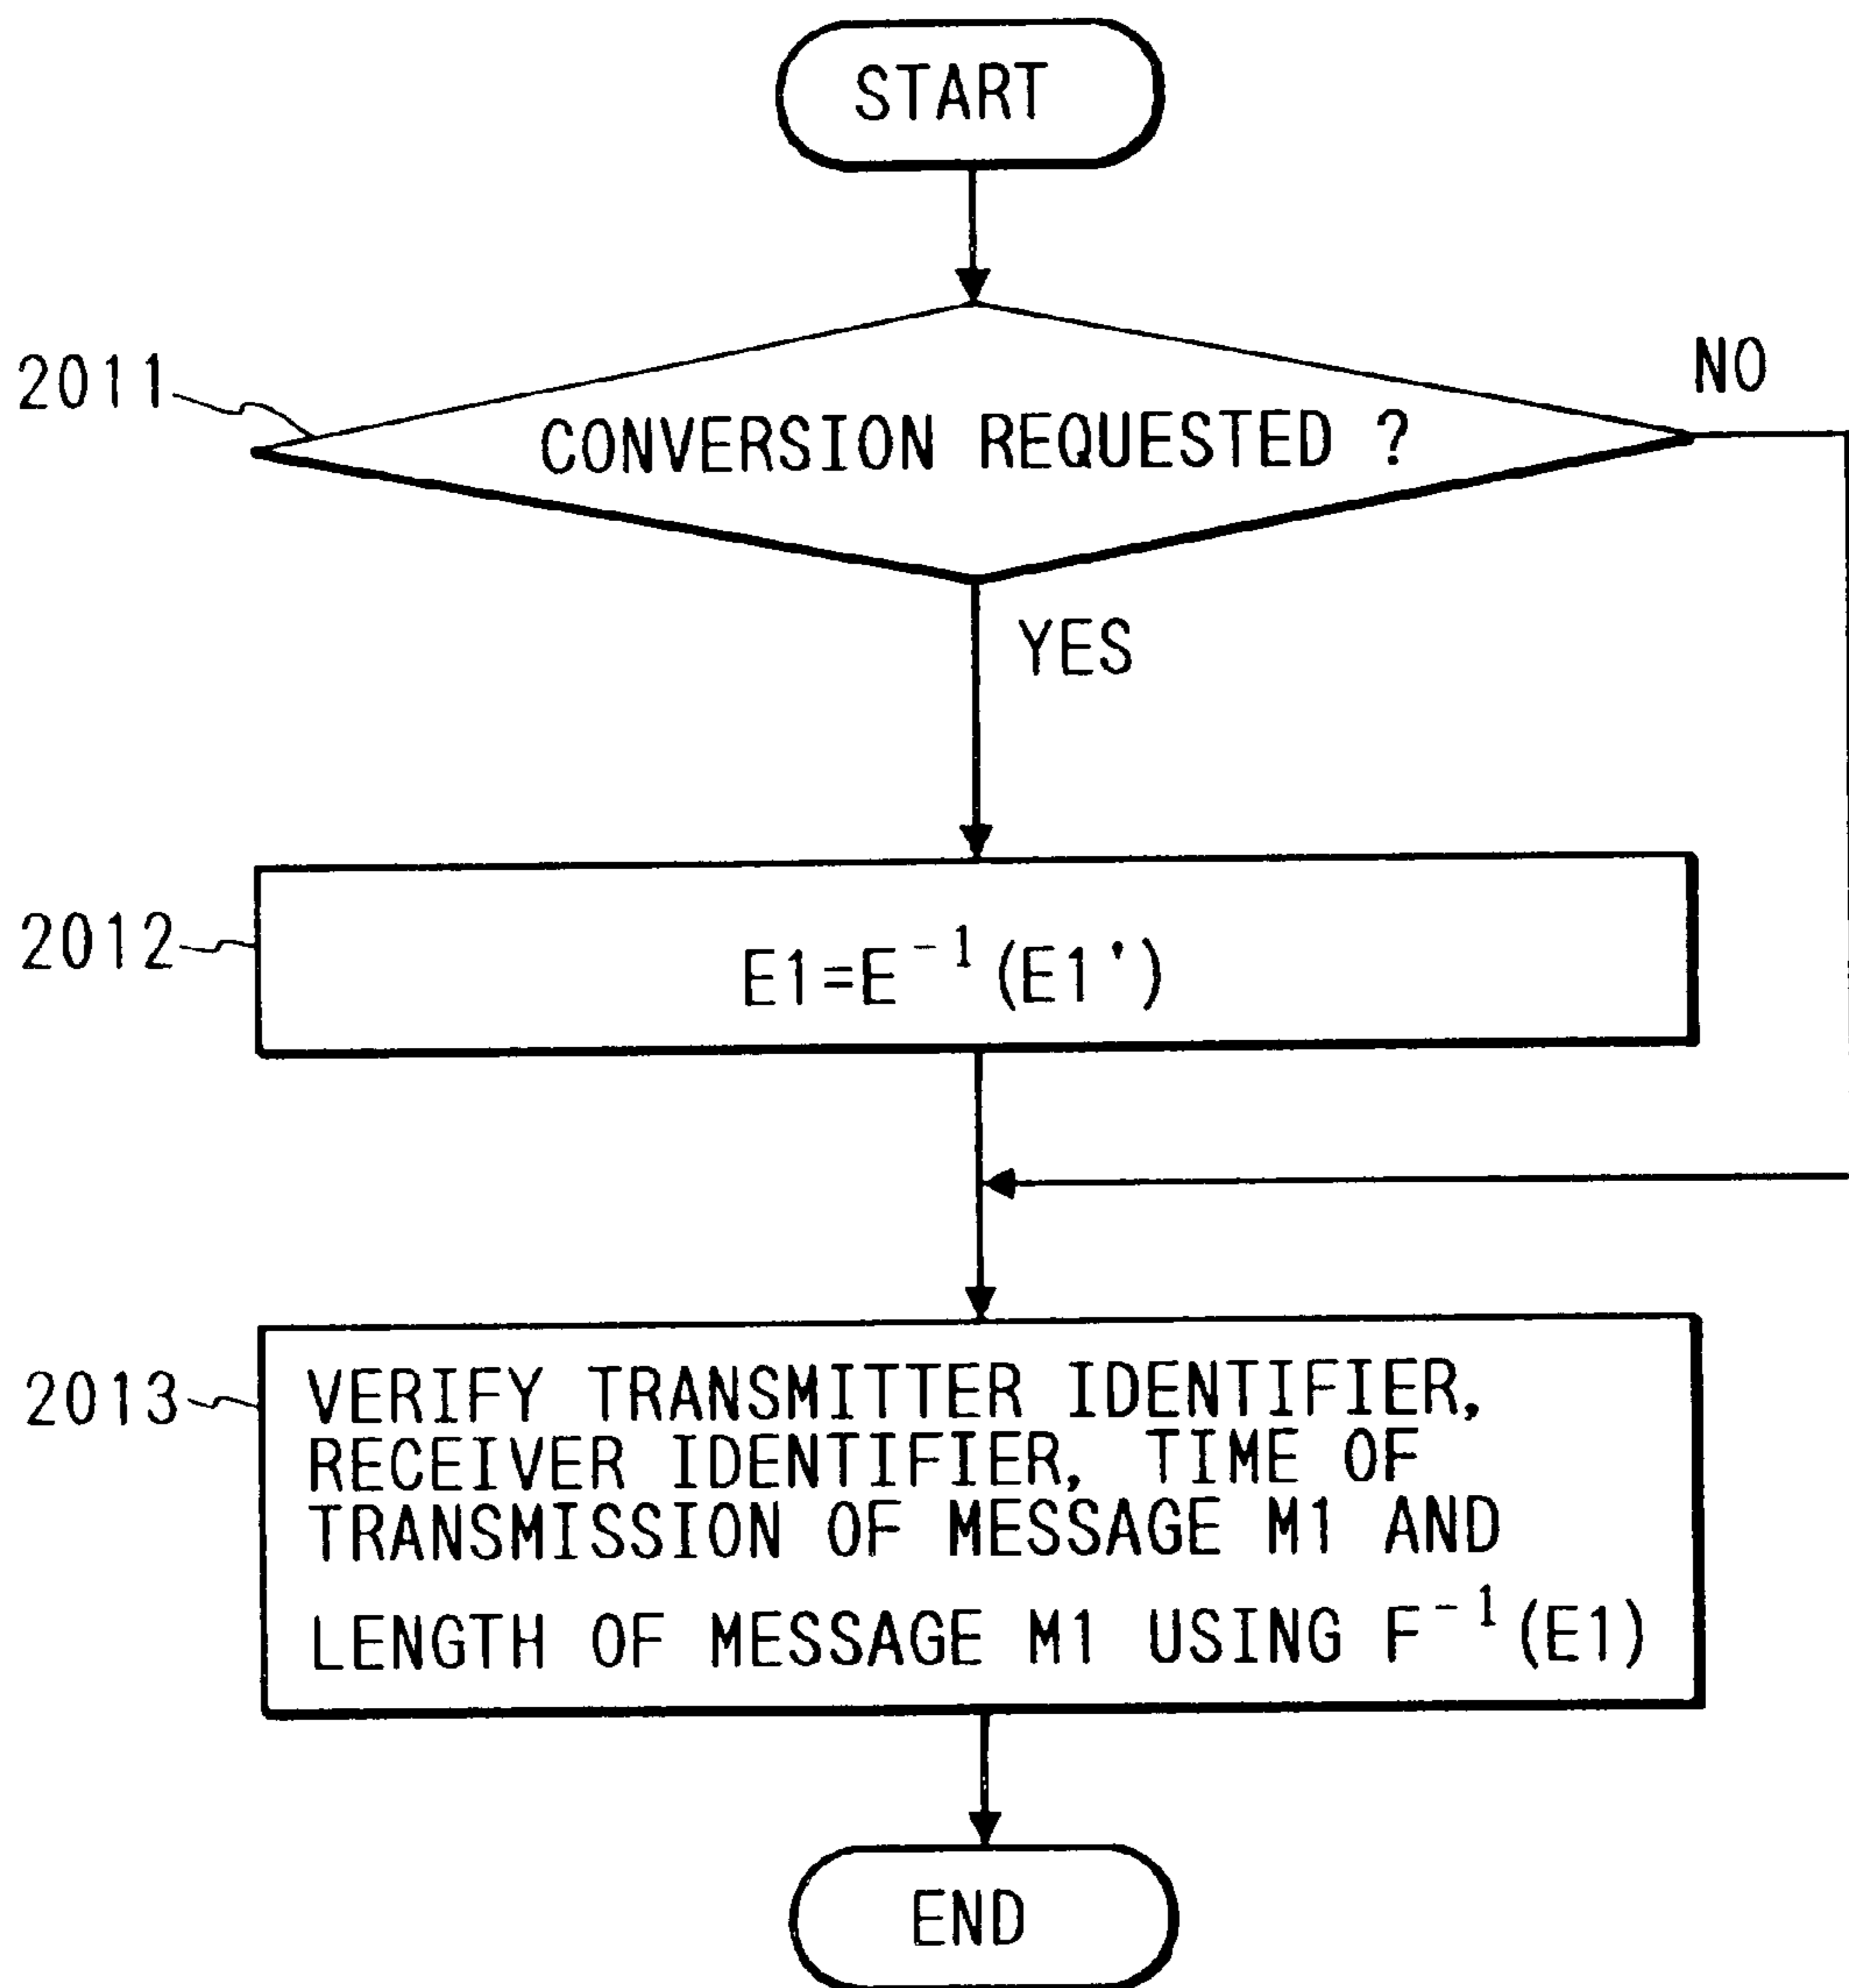 START
2011
CONVERSION REQUESTED ?
NO
YES
2012
E1=E⁻¹(E1')
2013
VERIFY TRANSMITTER IDENTIFIER,
RECEIVER IDENTIFIER, TIME OF
TRANSMISSION OF MESSAGE M1 AND
LENGTH OF MESSAGE M1 USING F⁻¹(E1)
END